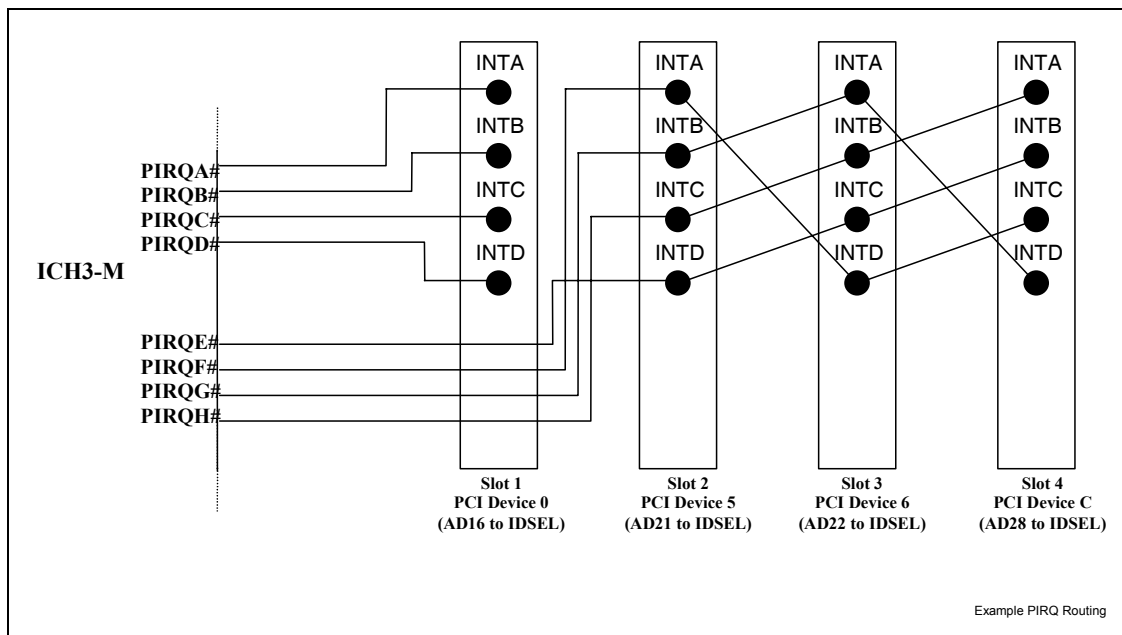 INTA
INTB
INTC
INTD
INTA
INTB
INTC
INTD
INTA
INTB
INTC
INTD
INTA
INTB
INTC
INTD
PIRQA#
PIRQB#
PIRQC#
PIRQD#
ICH3-M
PIRQE#
PIRQF#
PIRQG#
PIRQH#
Slot 1
PCI Device 0
(AD16 to IDSEL)
Slot 2
PCI Device 5
(AD21 to IDSEL)
Slot 3
PCI Device 6
(AD22 to IDSEL)
Slot 4
PCI Device C
(AD28 to IDSEL)
Example PIRQ Routing